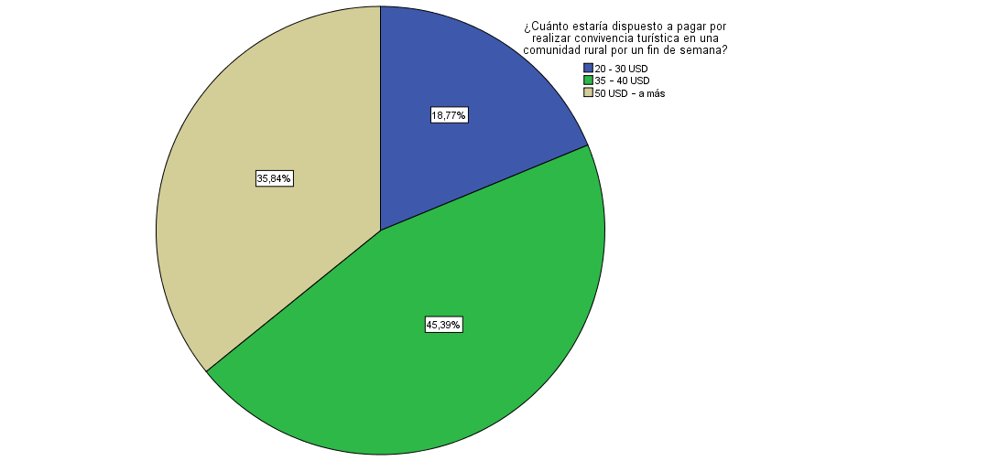 ¿Cuánto estaría dispuesto a pagar por
realizar convivencia turística en una
comunidad rural por un fin de semana?
20 - 30 USD
35 - 40 USD
50 USD - a más
18,77%
35,84%
45,39%